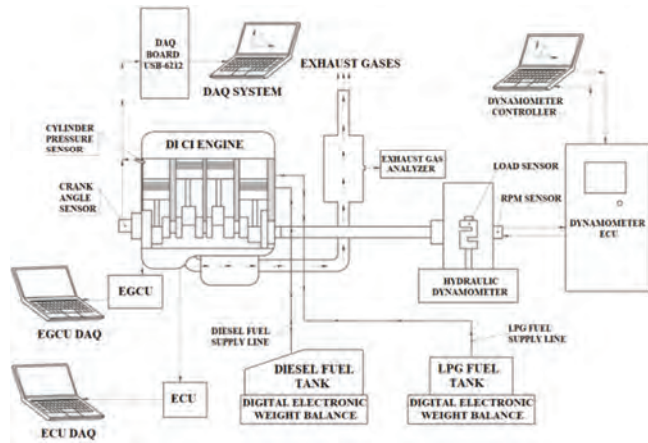 DAQ
BOARD
USB-6212
DAQ SYSTEM
EXHAUST GASES
DYNAMOMETER
CONTROLLER
CYLINDER
PRESSURE
SENSOR
DI CI ENGINE
EXHAUST GAS
ANALYZER
LOAD SENSOR
CRANK
ANGLE
SENSOR
RPM SENSOR
DYNAMOMETER
ECU
EGCU
HYDRAULIC
DYNAMOMETER
EGCU DAQ
DIESEL FUEL
SUPPLY LINE
LPG FUEL
SUPPLY LINE
DIESEL FUEL
TANK
LPG FUEL
TANK
ECU
DIGITAL ELECTRONIC
WEIGHT BALANCE
DIGITAL ELECTRONIC
WEIGHT BALANCE
ECU DAQ